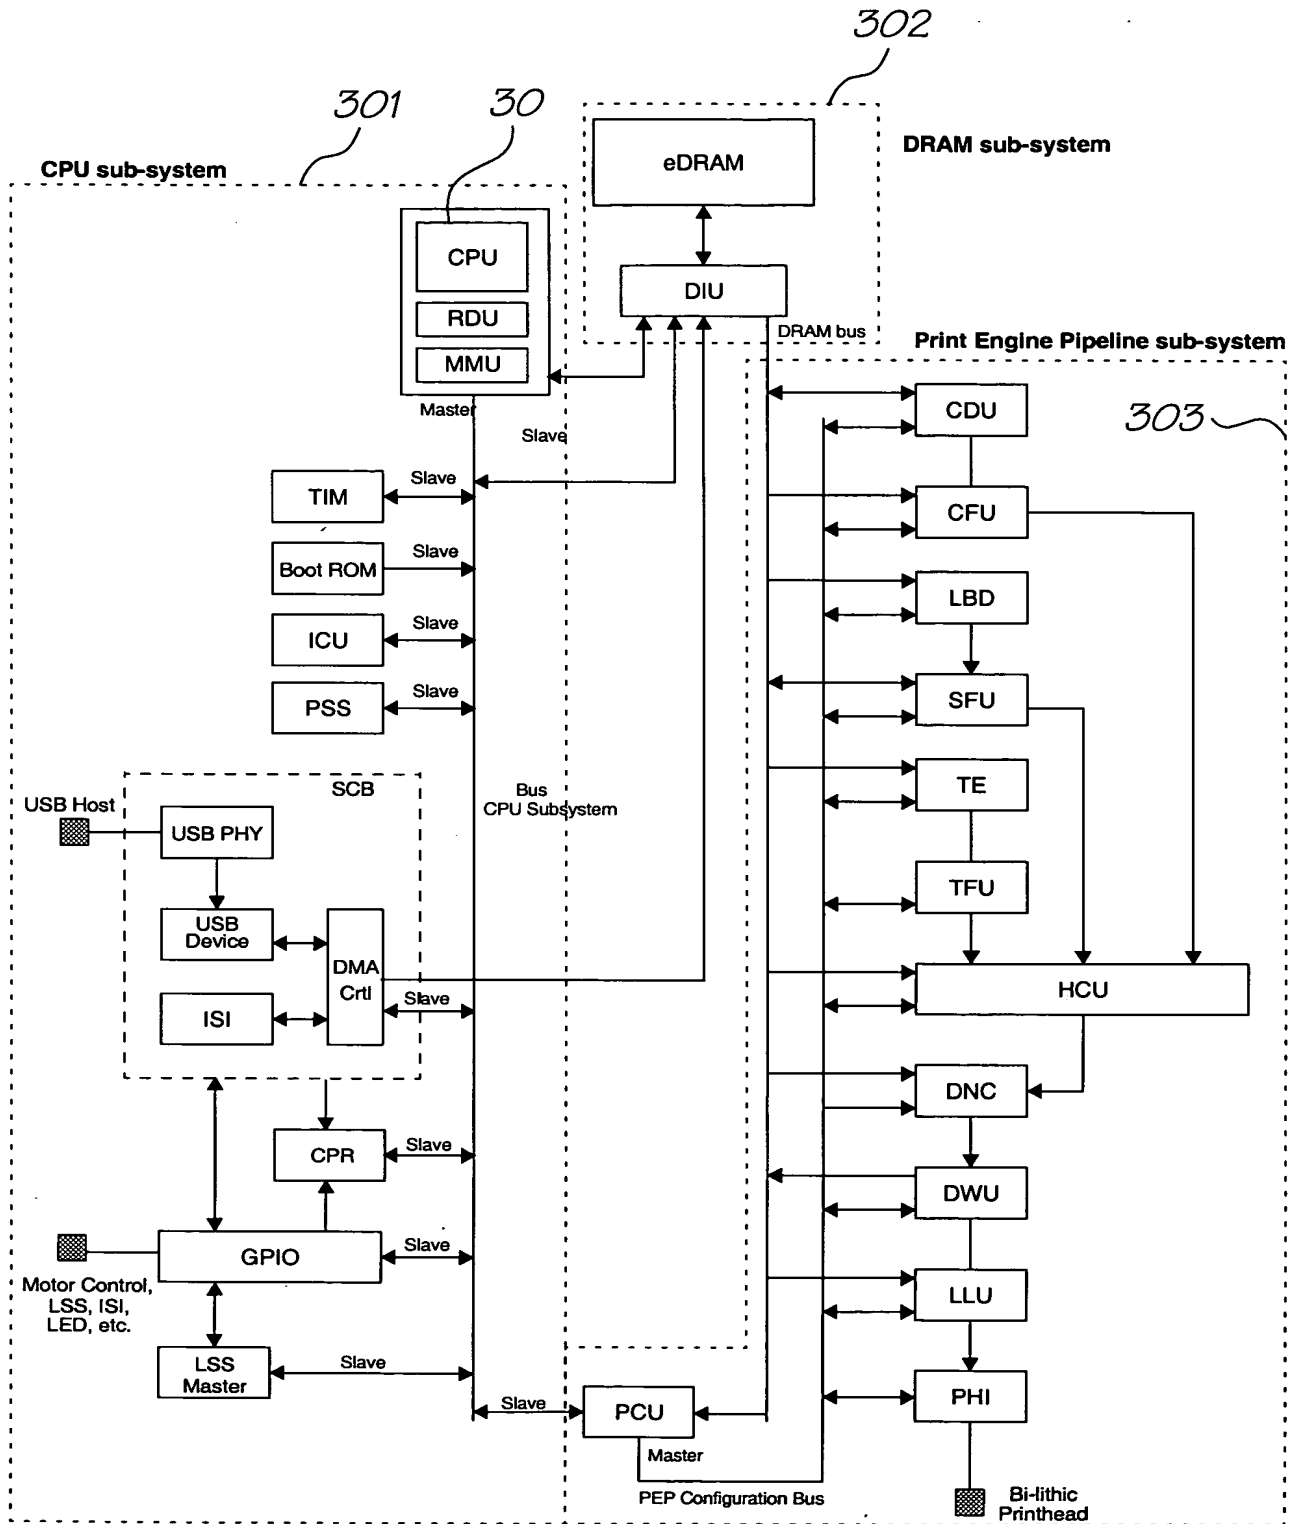 302
301
30
CPU sub-system
DRAM sub-system
eDRAM
CPU
RDU
MMU
DIU
DRAM bus
Print Engine Pipeline sub-system
Master
Slave
303
CDU
TIM
Slave
CFU
Boot ROM
Slave
LBD
ICU
Slave
PSS
Slave
SFU
SCB
Bus
CPU Subsystem
TE
USB Host
USB PHY
TFU
USB
Device
DMA
Crtl
HCU
ISI
Slave
DNC
CPR
Slave
DWU
GPIO
Slave
Motor Control,
LSS, ISI,
LED, etc.
LLU
LSS
Master
Slave
Slave
PCU
PHI
Master
PEP Configuration Bus
Bi-lithic
Printhead